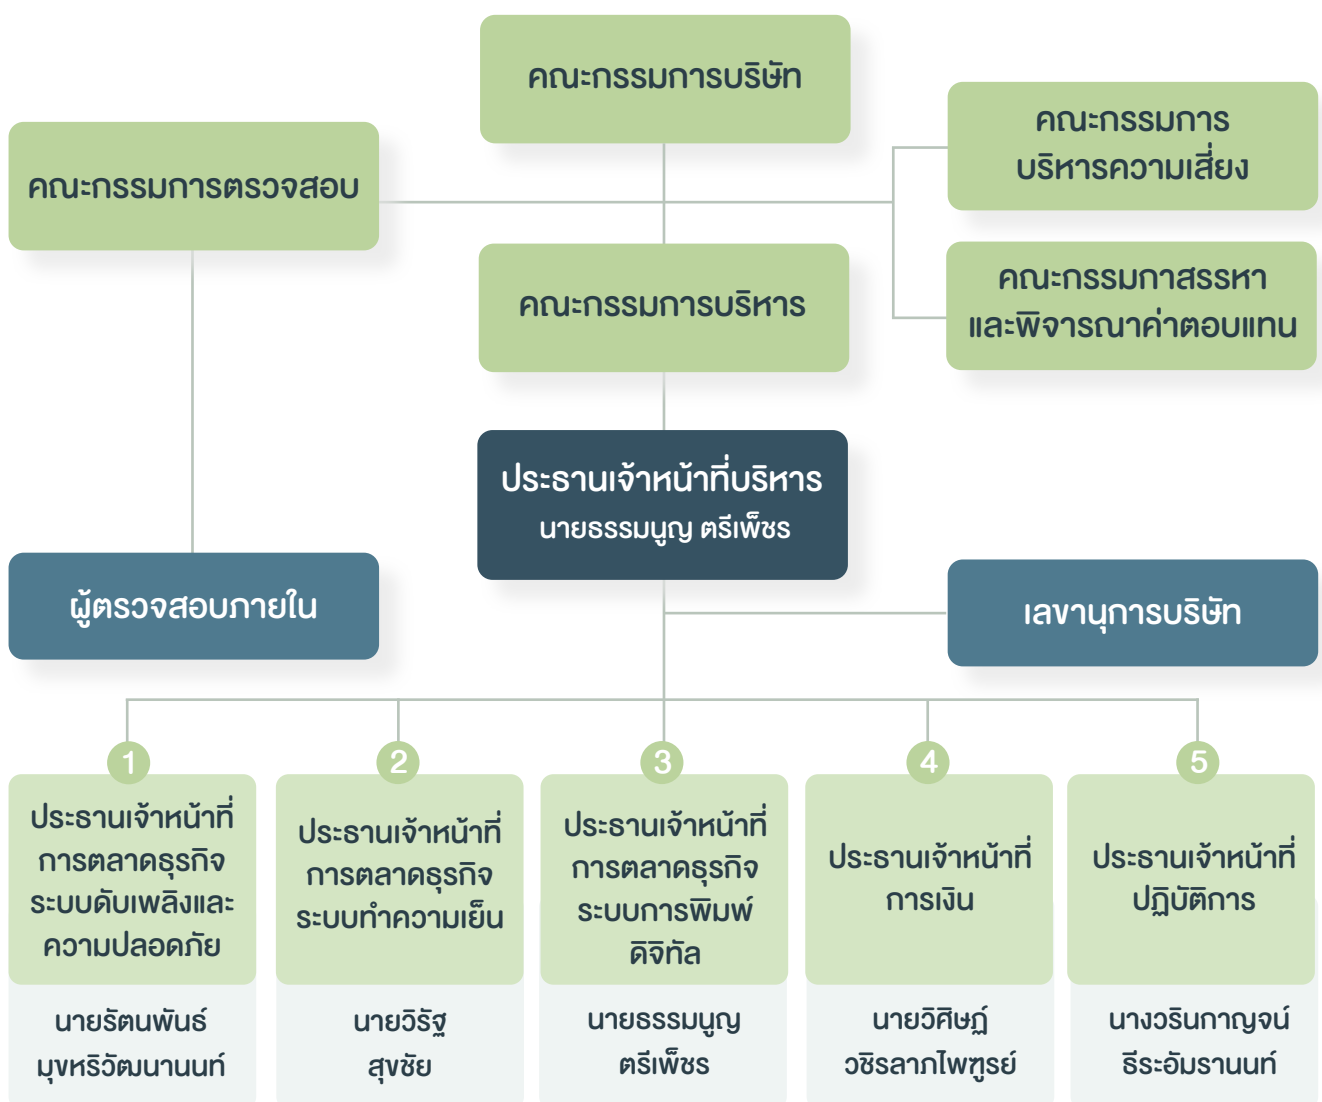 คณะกรรมการบริษัท
คณะกรรมการตรวจสอบ
คณะกรรมการ
บริหารความเสี่ยง
คณะกรรมการบริหาร
คณะกรรมกาสรรหา
และพิจารณาค่าตอบแทน
ประธานเจ้าหน้าที่บริหาร
นายธรรมนูญ ตรีเพ็ชร
ผู้ตรวจสอบภายใน
เลขานุการบริษัท
1
ประธานเจ้าหน้าที่
การตลาดธุรกิจ
ระบบดับเพลิงและ
ความปลอดภัย
นายรัตนพันธ์
มุขหริวัฒนานนท์
2
ประธานเจ้าหน้าที่
การตลาดธุรกิจ
ระบบทำความเย็น
นายวิรัฐ
สุขชัย
3
ประธานเจ้าหน้าที่
การตลาดธุรกิจ
ระบบการพิมพ์
ดิจิทัล
นายธรรมนูญ
ตรีเพ็ชร
4
ประธานเจ้าหน้าที่
การเงิน
นายวิศิษฏ์
วชิรลาภไพฑูรย์
5
ประธานเจ้าหน้าที่
ปฏิบัติการ
นางวรินกาญจน์
ธีระอัมรานนท์